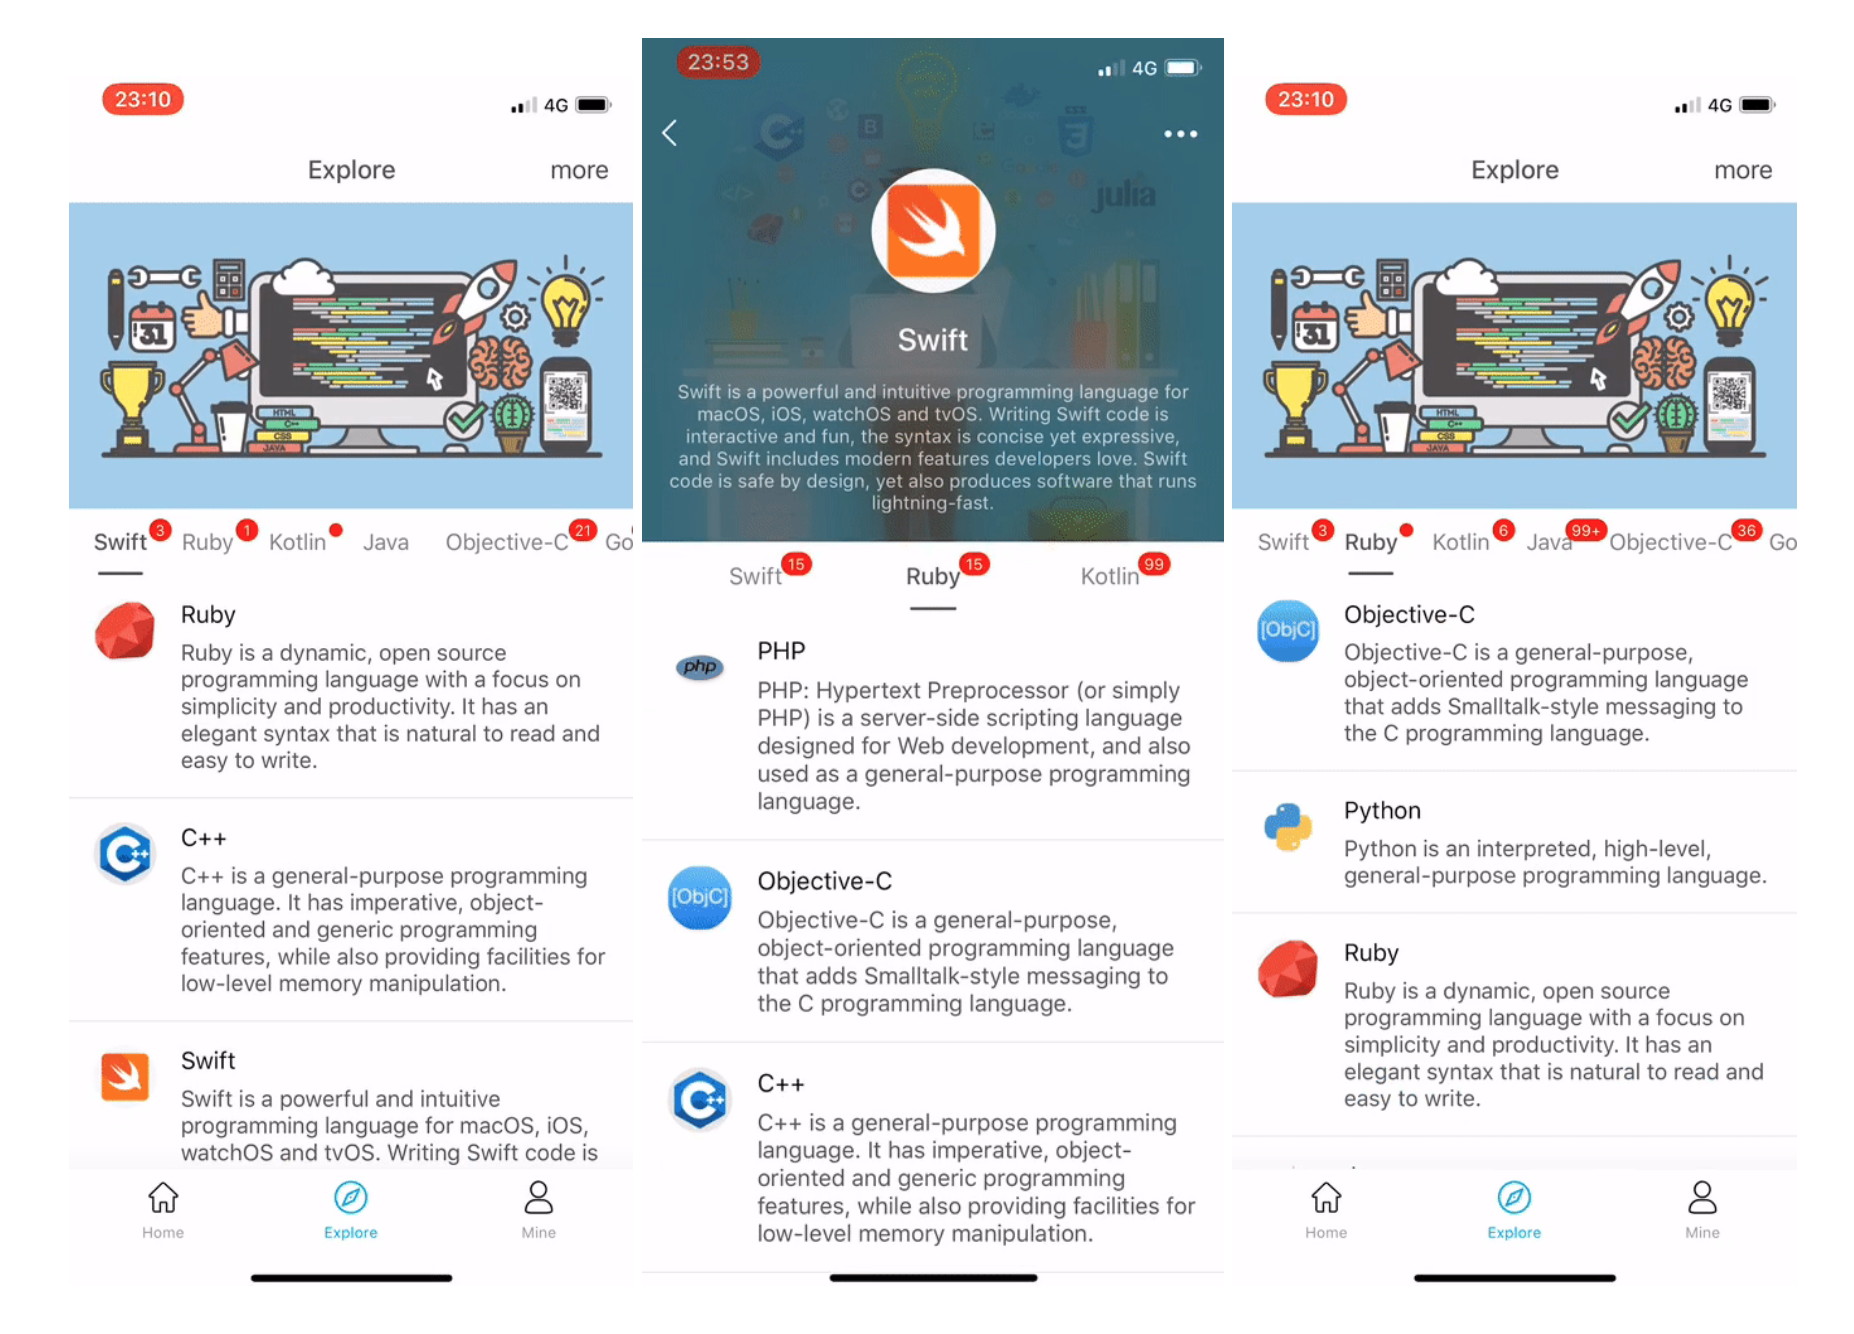 23:10
4G
Explore
more
31
HTML
C++
CSS
JAVA
Swift 3 Ruby 1 Kotlin Java Objective-C 21 Go
Ruby
Ruby is a dynamic, open source
programming language with a focus on
simplicity and productivity. It has an
elegant syntax that is natural to read and
easy to write.
C++
C++
C++ is a general-purpose programming
language. It has imperative, object-
oriented and generic programming
features, while also providing facilities for
low-level memory manipulation.
Swift
Swift is a powerful and intuitive
programming language for macOS, iOS,
watchOS and tvOS. Writing Swift code is
Home
Explore
Mine
23:53
4G
C++
B
3
C
</>
julia
Swift
Swift is a powerful and intuitive programming language for
macOS, iOS, watchOS and tvOS. Writing Swift code is
interactive and fun, the syntax is concise yet expressive,
and Swift includes modern features developers love. Swift
code is safe by design, yet also produces software that runs
lightning-fast.
Swift 15 Ruby 15 Kotlin 99
php
PHP
PHP: Hypertext Preprocessor (or simply
PHP) is a server-side scripting language
designed for Web development, and also
used as a general-purpose programming
language.
[ObjC]
Objective-C
Objective-C is a general-purpose,
object-oriented programming language
that adds Smalltalk-style messaging to
the C programming language.
C++
C++
C++ is a general-purpose programming
language. It has imperative, object-
oriented and generic programming
features, while also providing facilities for
low-level memory manipulation.
23:10
4G
Explore
more
31
HTML
C++
CSS
JAVA
Swift 3 Ruby Kotlin 6 Java 99+ Objective-C 36 Go
[ObjC]
Objective-C
Objective-C is a general-purpose,
object-oriented programming language
that adds Smalltalk-style messaging to
the C programming language.
Python
Python is an interpreted, high-level,
general-purpose programming language.
Ruby
Ruby is a dynamic, open source
programming language with a focus on
simplicity and productivity. It has an
elegant syntax that is natural to read and
easy to write.
Home
Explore
Mine